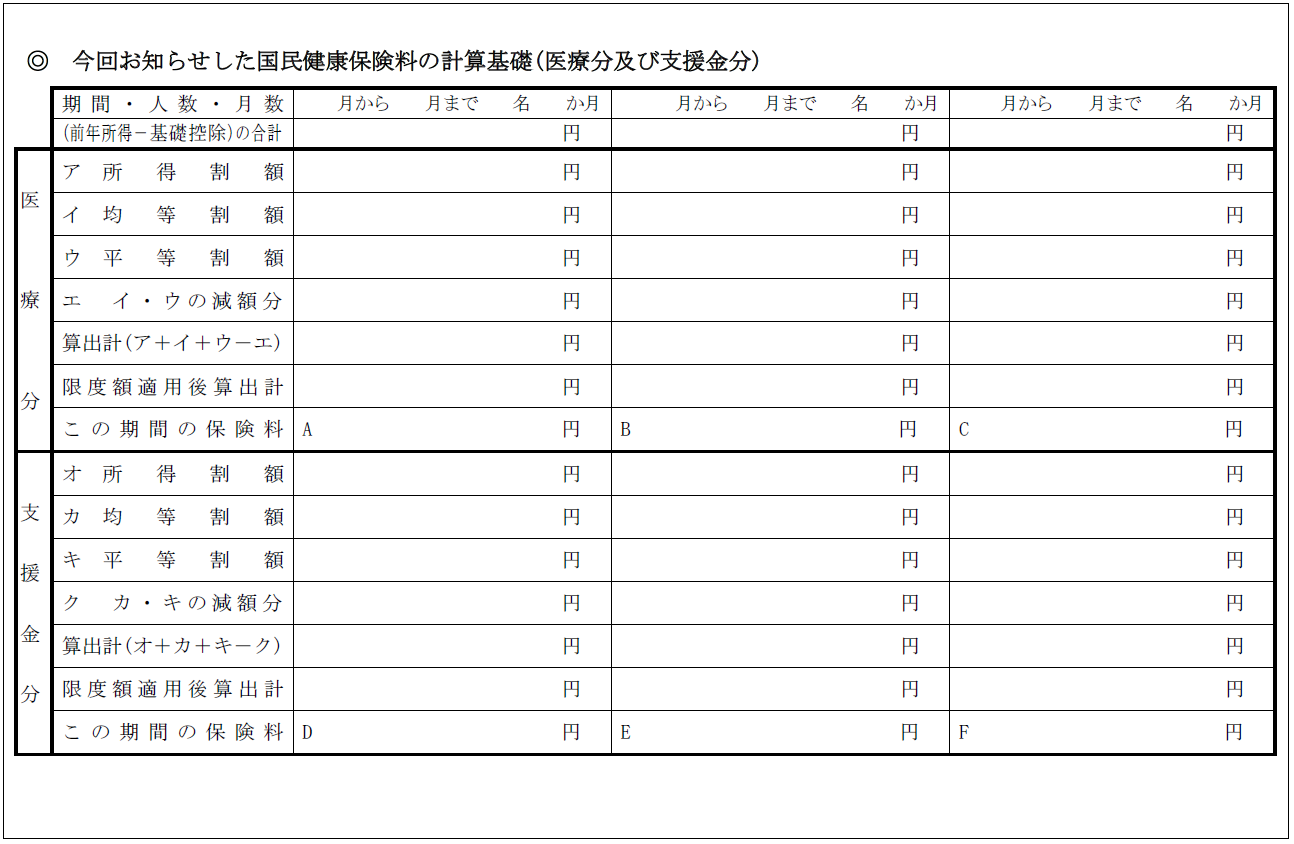 ◎ 今回お知らせした国民健康保険料の計算基礎(医療分及び支援金分)
期間・人数・月数 月から 月まで 名 か月 月から 月まで 名 か月 月から 月まで 名 か月
(前年所得－基礎控除)の合計 円 円 円
医療分
ア 所得割額 円 円 円
イ 均等割額 円 円 円
ウ 平等割額 円 円 円
エ イ・ウの減額分 円 円 円
算出計(ア＋イ＋ウ－エ) 円 円 円
限度額適用後算出計 円 円 円
この期間の保険料 A 円 B 円 C 円
支援金分
オ 所得割額 円 円 円
カ 均等割額 円 円 円
キ 平等割額 円 円 円
ク カ・キの減額分 円 円 円
算出計(オ＋カ＋キ－ク) 円 円 円
限度額適用後算出計 円 円 円
この期間の保険料 D 円 E 円 F 円